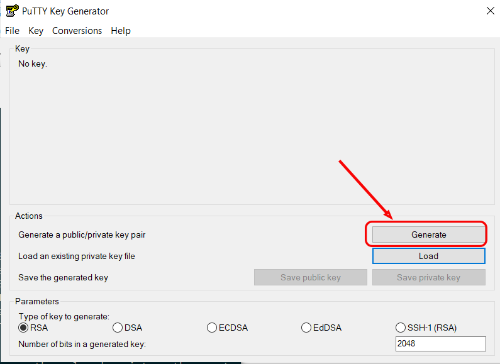 PuTTY Key Generator
File Key Conversions Help
Key
No key.
Actions
Generate a public/private key pair Generate
Load an existing private key file Load
Save the generated key Save public key Save private key
Parameters
Type of key to generate:
RSA DSA ECDSA EdDSA SSH-1 (RSA)
Number of bits in a generated key: 2048